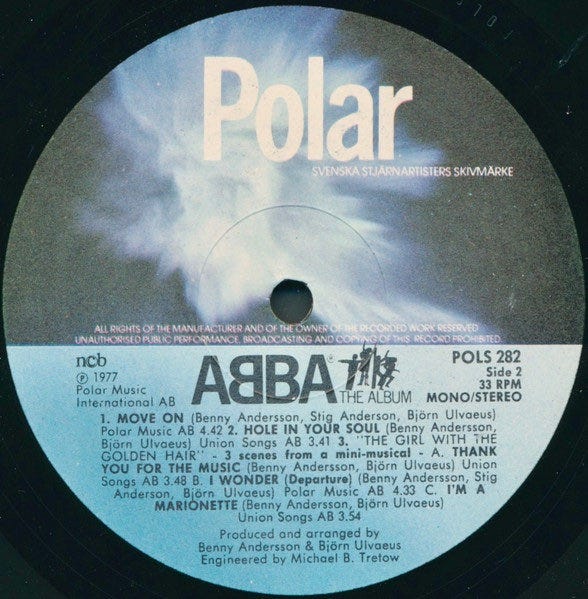 Polar
SVENSKA STJÄRNARTISTERS SKIVMÄRKE
ALL RIGHTS OF THE MANUFACTURER AND OF THE OWNER OF THE RECORDED WORK RESERVED
UNAUTHORISED PUBLIC PERFORMANCE, BROADCASTING AND COPYING OF THIS RECORD PROHIBITED.
ncb
Ⓟ 1977
Polar Music
International AB
ABBA®
THE ALBUM
POLS 282
Side 2
33 RPM
MONO/STEREO
1. MOVE ON (Benny Andersson, Stig Anderson, Björn Ulvaeus)
Polar Music AB 4.42 2. HOLE IN YOUR SOUL (Benny Andersson,
Björn Ulvaeus) Union Songs AB 3.41 3. "THE GIRL WITH THE
GOLDEN HAIR" - 3 scenes from a mini-musical - A. THANK
YOU FOR THE MUSIC (Benny Andersson, Björn Ulvaeus) Union
Songs AB 3.48 B. I WONDER (Departure) (Benny Andersson, Stig
Anderson, Björn Ulvaeus) Polar Music AB 4.33 C. I'M A
MARIONETTE (Benny Andersson, Björn Ulvaeus)
Union Songs AB 3.54
Produced and arranged by
Benny Andersson & Björn Ulvaeus
Engineered by Michael B. Tretow